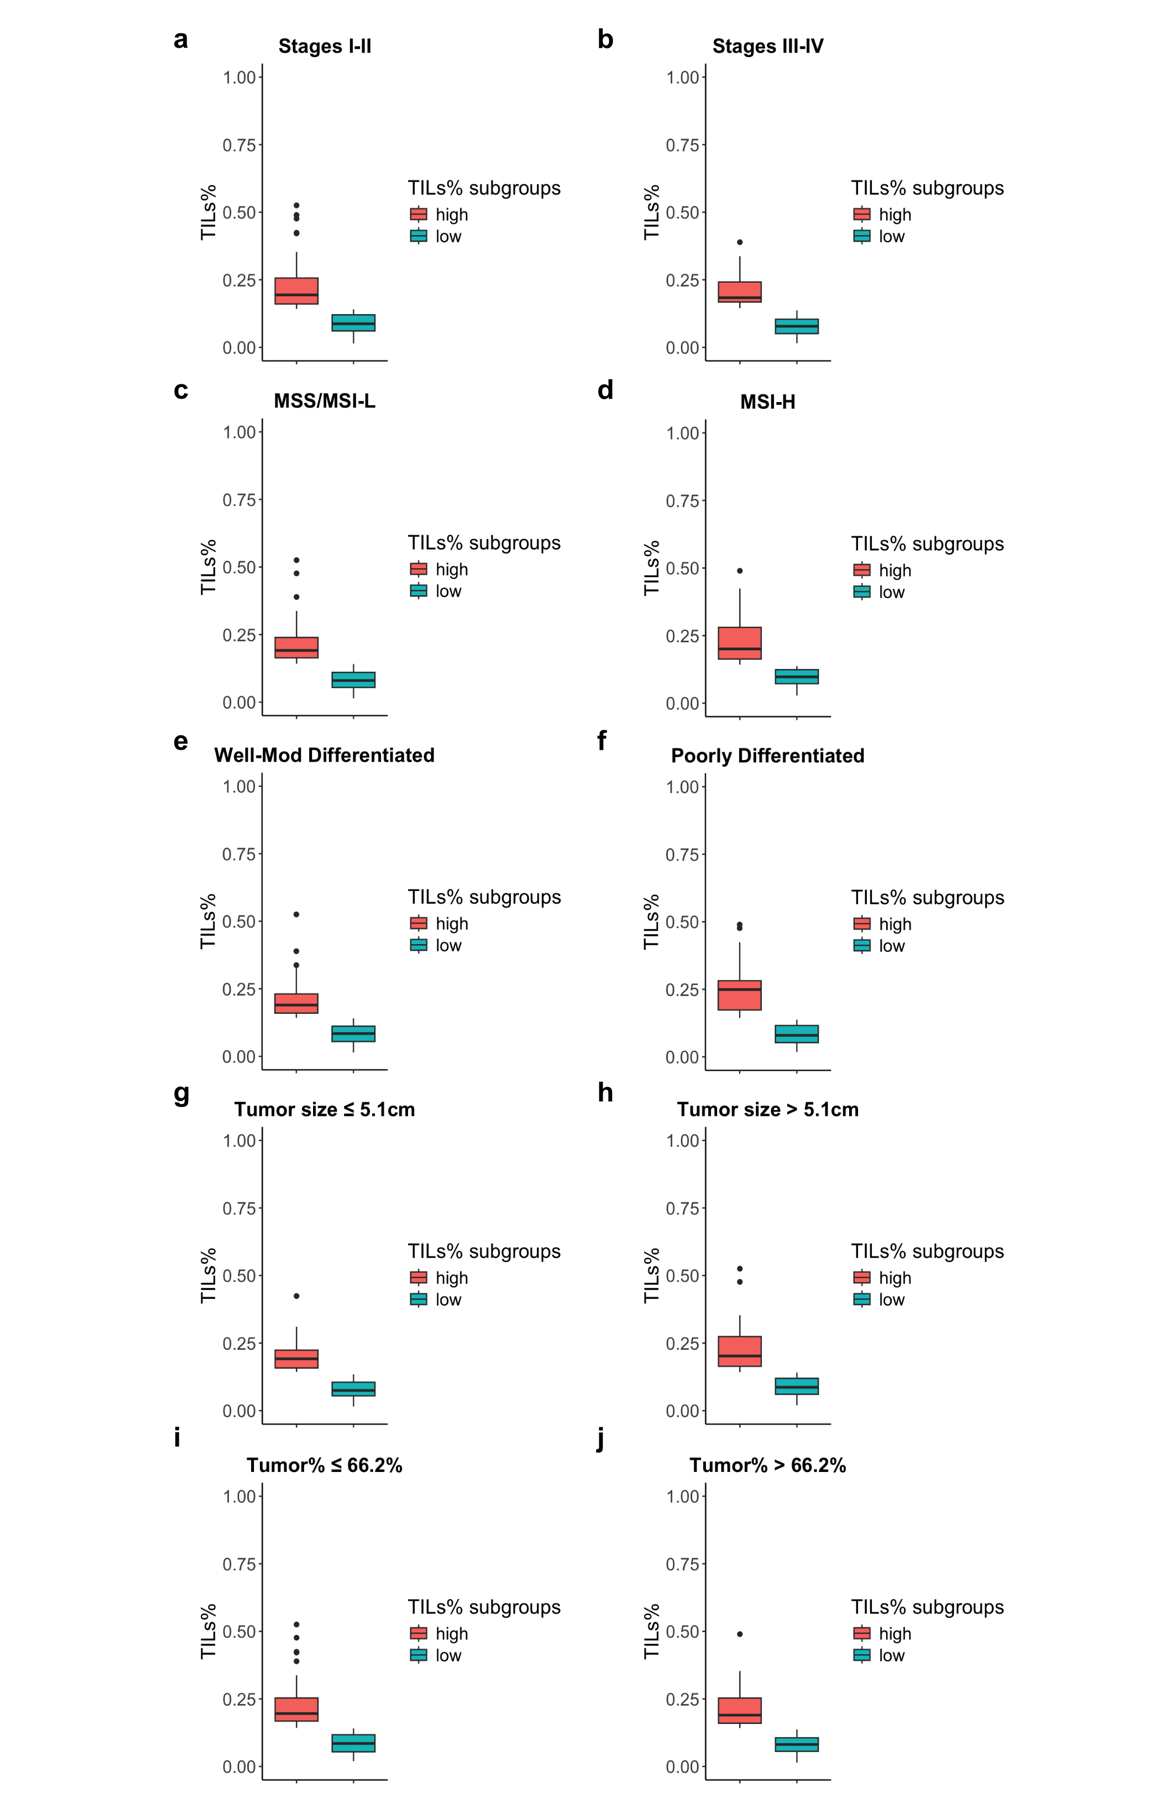 a
Stages I-II
1.00
0.75
0.50
0.25
0.00
TILs%
TILs% subgroups
high
low
b
Stages III-IV
1.00
0.75
0.50
0.25
0.00
TILs%
TILs% subgroups
high
low
c
MSS/MSI-L
1.00
0.75
0.50
0.25
0.00
TILs%
TILs% subgroups
high
low
d
MSI-H
1.00
0.75
0.50
0.25
0.00
TILs%
TILs% subgroups
high
low
e
Well-Mod Differentiated
1.00
0.75
0.50
0.25
0.00
TILs%
TILs% subgroups
high
low
f
Poorly Differentiated
1.00
0.75
0.50
0.25
0.00
TILs%
TILs% subgroups
high
low
g
Tumor size ≤ 5.1cm
1.00
0.75
0.50
0.25
0.00
TILs%
TILs% subgroups
high
low
h
Tumor size > 5.1cm
1.00
0.75
0.50
0.25
0.00
TILs%
TILs% subgroups
high
low
i
Tumor% ≤ 66.2%
1.00
0.75
0.50
0.25
0.00
TILs%
TILs% subgroups
high
low
j
Tumor% > 66.2%
1.00
0.75
0.50
0.25
0.00
TILs%
TILs% subgroups
high
low